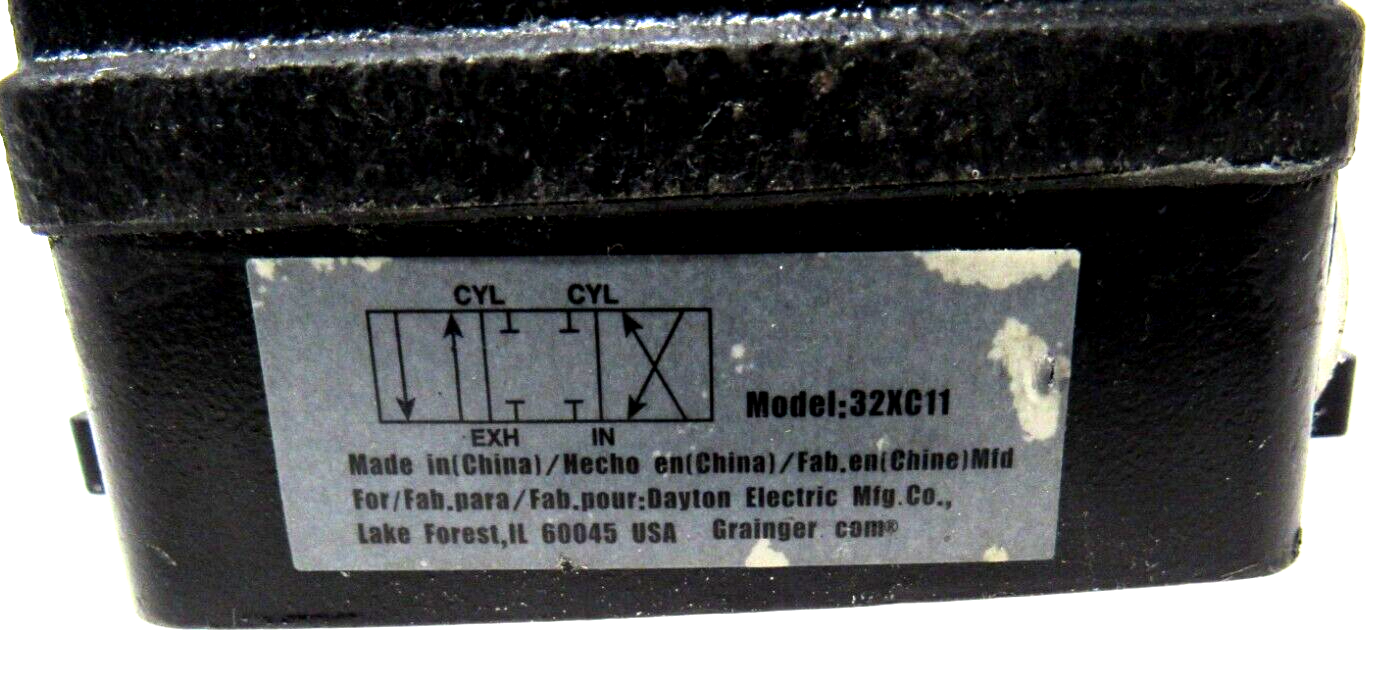 CYL CYL
EXH IN
Model:32XC11
Made in(China)/Hecho en(China)/Fab.en(Chine)Mfd
For/Fab.para/Fab.pour:Dayton Electric Mfg.Co.,
Lake Forest,IL 60045 USA Grainger.com®